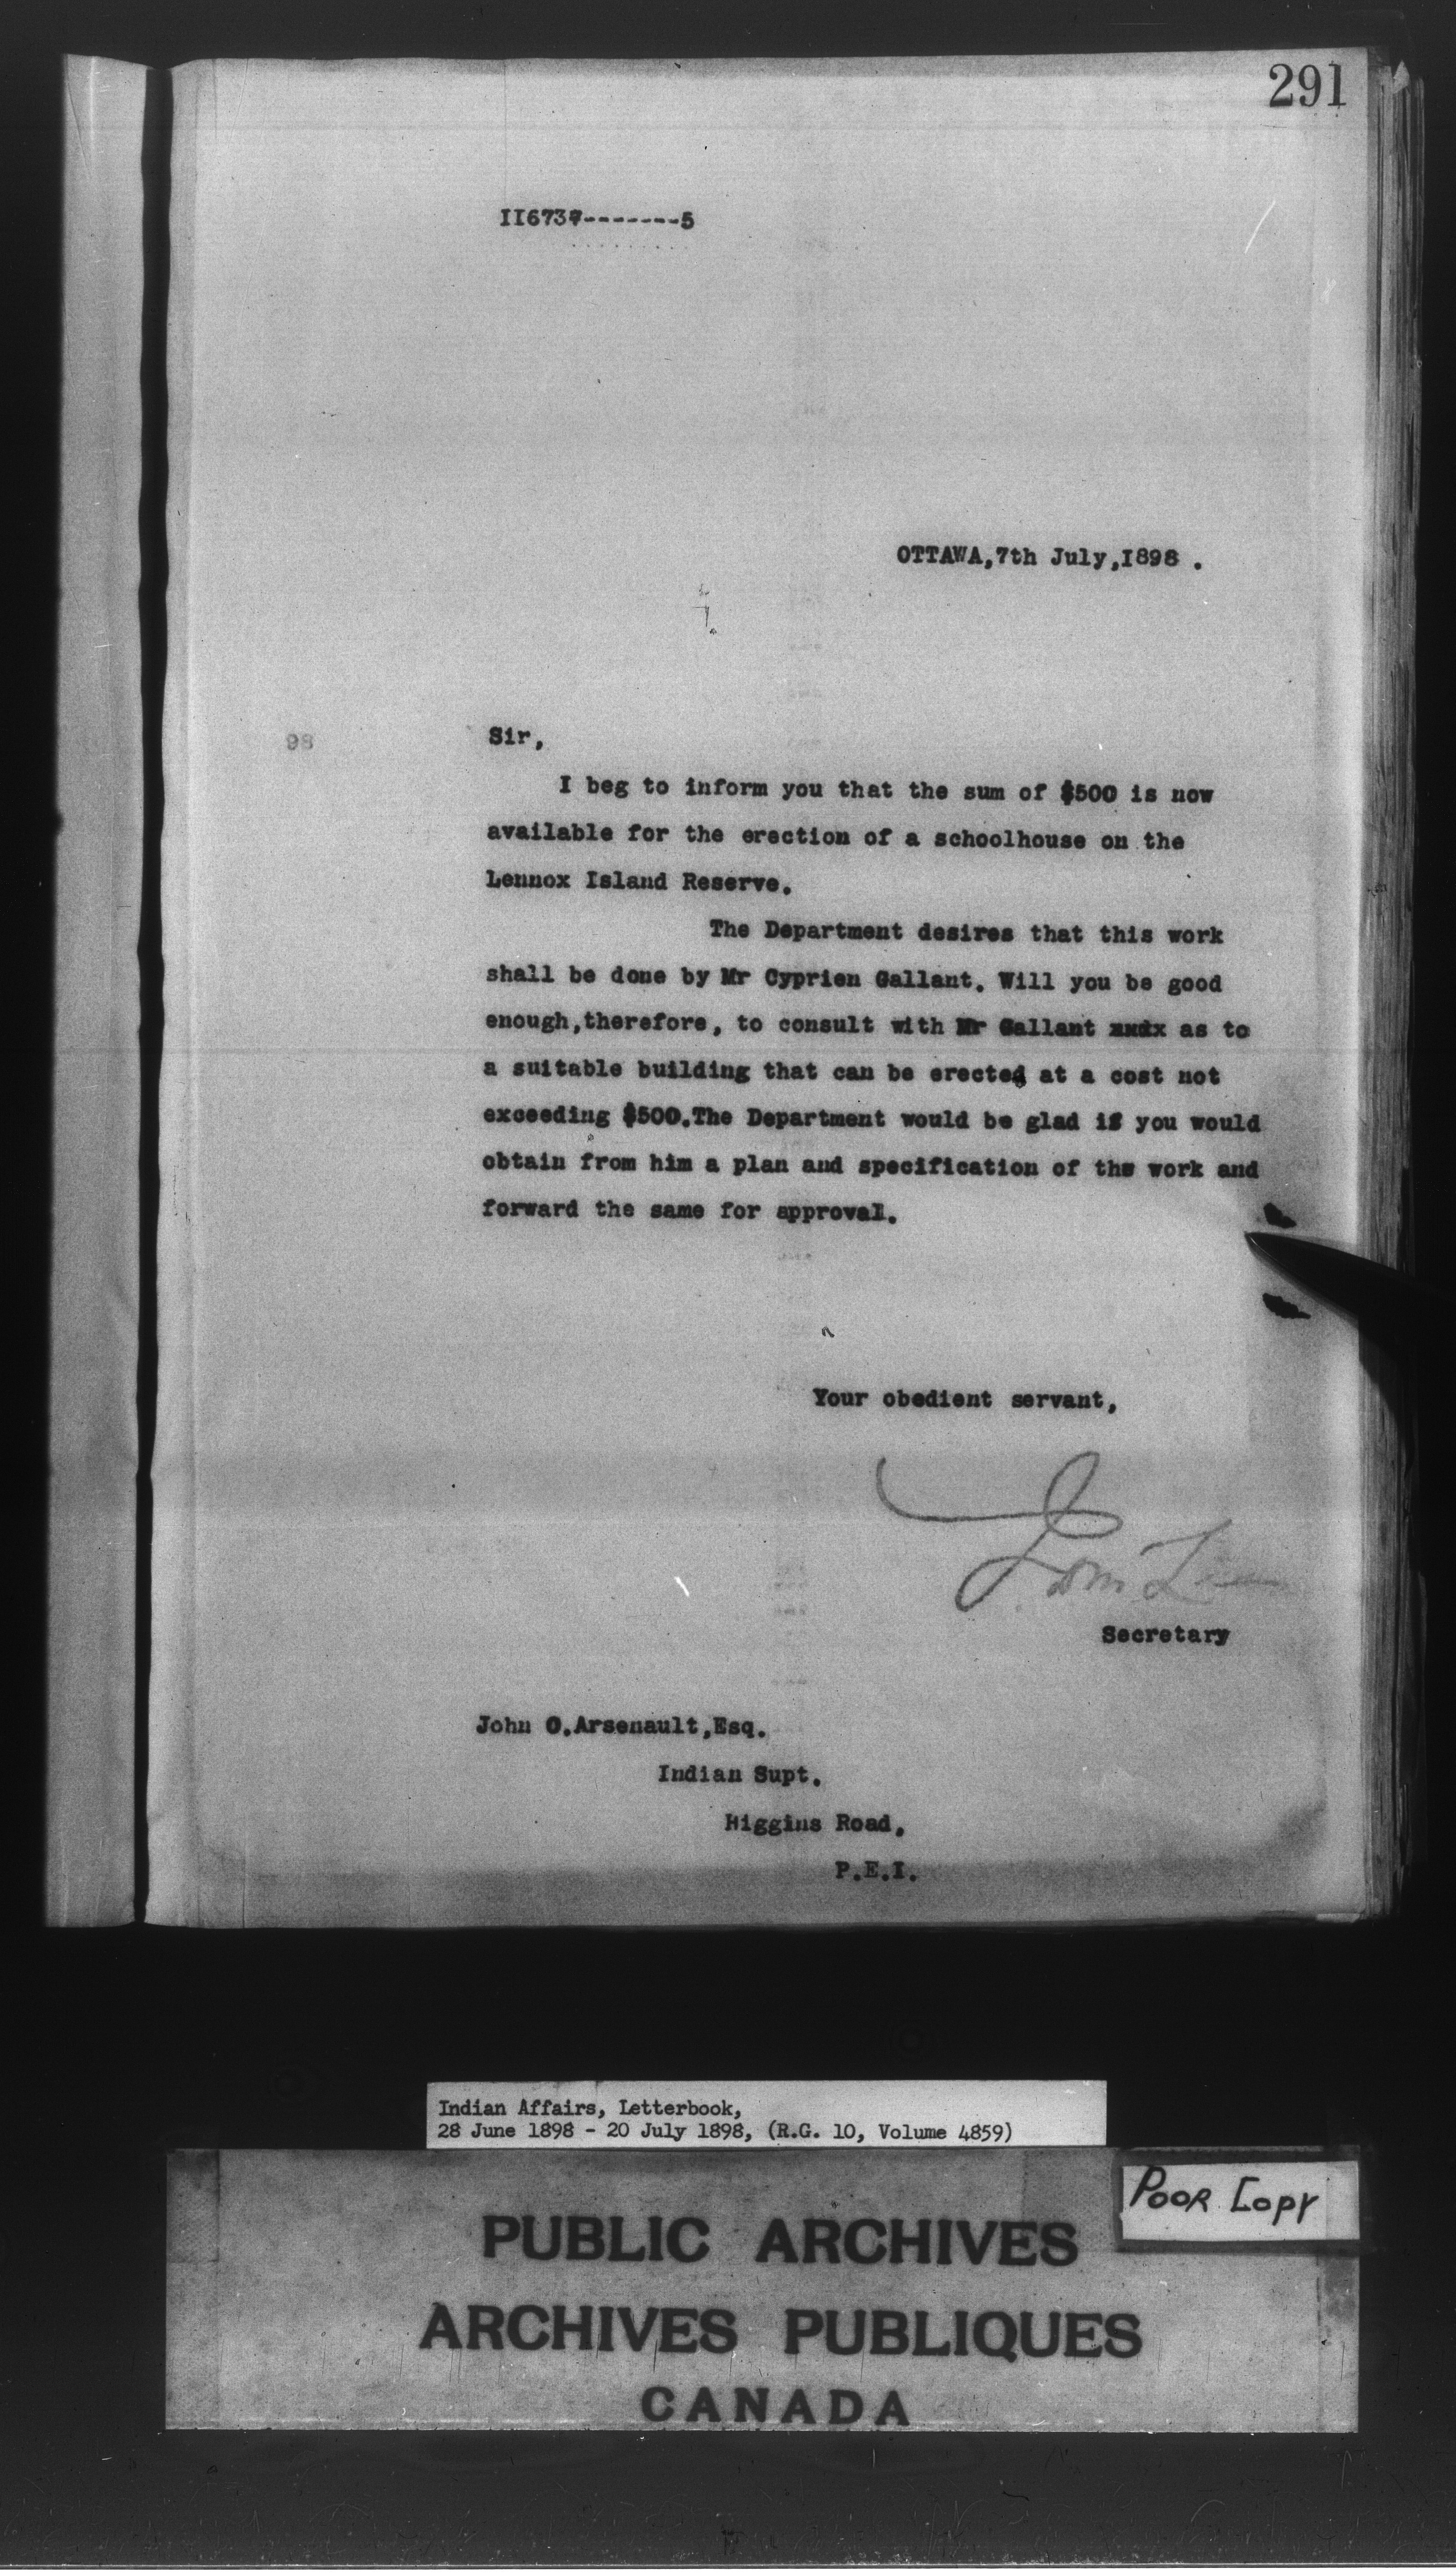 291
II6737-------5
OTTAWA,7th July,I898 .
98
Sir,
I beg to inform you that the sum of $500 is now
available for the erection of a schoolhouse on the
Lennox Island Reserve.
The Department desires that this work
shall be done by Mr Cyprien Gallant. Will you be good
enough,therefore, to consult with Mr Gallant xxdx as to
a suitable building that can be erected at a cost not
exceeding $500.The Department would be glad if you would
obtain from him a plan and specification of the work and
forward the same for approval.
Your obedient servant,
Secretary
John O.Arsenault,Esq.
Indian Supt.
Higgins Road,
P.E.I.
Indian Affairs, Letterbook,
28 June 1898 - 20 July 1898, (R.G. 10, Volume 4859)
POOR COPY
PUBLIC ARCHIVES
ARCHIVES PUBLIQUES
CANADA